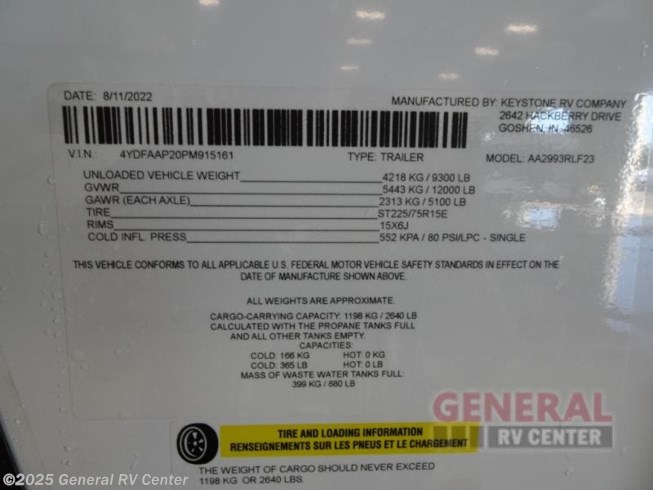 DATE: 8/11/2022
MANUFACTURED BY: KEYSTONE RV COMPANY
2642 HACKBERRY DRIVE
GOSHEN, IN 46526
V.I.N. 4YDFAAP20PM915161 TYPE: TRAILER MODEL: AA2993RLF23
UNLOADED VEHICLE WEIGHT 4218 KG / 9300 LB
GVWR 5443 KG / 12000 LB
GAWR (EACH AXLE) 2313 KG / 5100 LB
TIRE ST225/75R15E
RIMS 15X6J
COLD INFL. PRESS 552 KPA / 80 PSI/LPC - SINGLE
THIS VEHICLE CONFORMS TO ALL APPLICABLE U.S. FEDERAL MOTOR VEHICLE SAFETY STANDARDS IN EFFECT ON THE
DATE OF MANUFACTURE SHOWN ABOVE.
ALL WEIGHTS ARE APPROXIMATE.
CARGO-CARRYING CAPACITY: 1198 KG / 2640 LB
CALCULATED WITH THE PROPANE TANKS FULL
AND ALL OTHER TANKS EMPTY.
CAPACITIES:
COLD: 166 KG HOT: 0 KG
COLD: 365 LB HOT: 0 LB
MASS OF WASTE WATER TANKS FULL:
399 KG / 880 LB
TIRE AND LOADING INFORMATION
RENSEIGNEMENTS SUR LES PNEUS ET LE CHARGEMENT
THE WEIGHT OF CARGO SHOULD NEVER EXCEED
1198 KG OR 2640 LBS.
GENERAL
RV CENTER
©2025 General RV Center